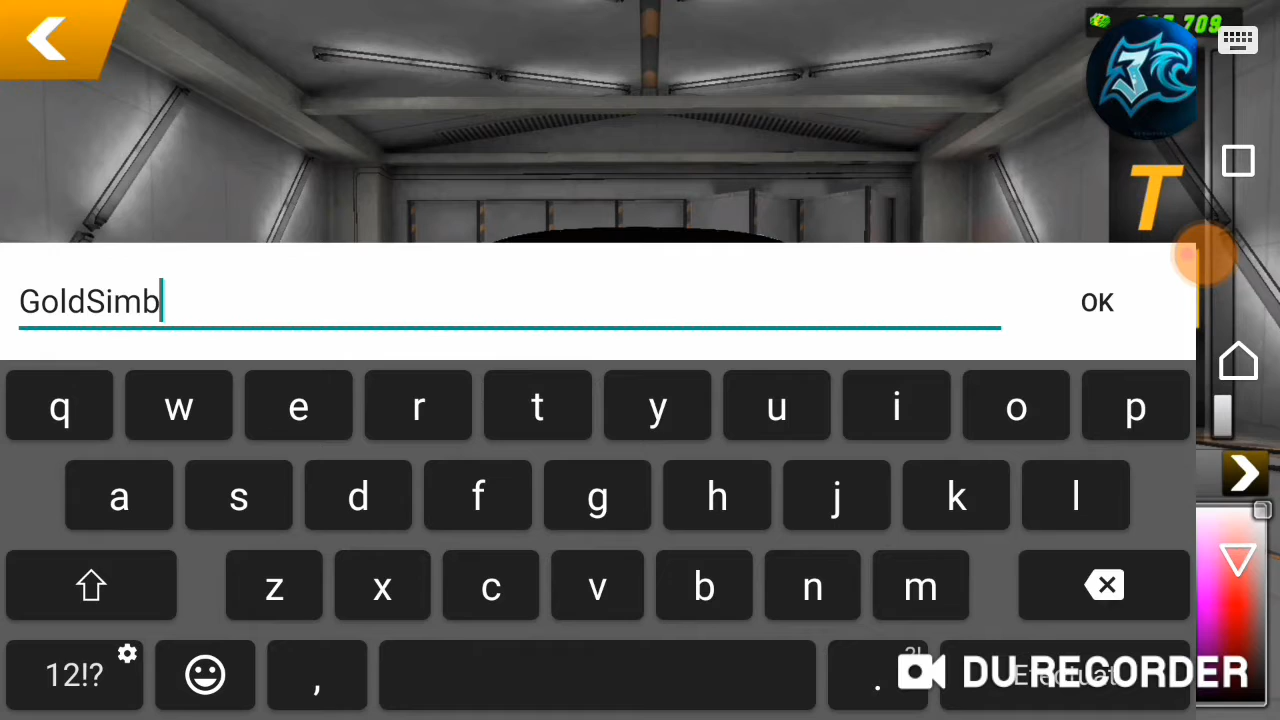 T
GoldSimb
OK
q w e r t y u i o p
a s d f g h j k l
z x c v b n m
12!? , .
DU RECORDER